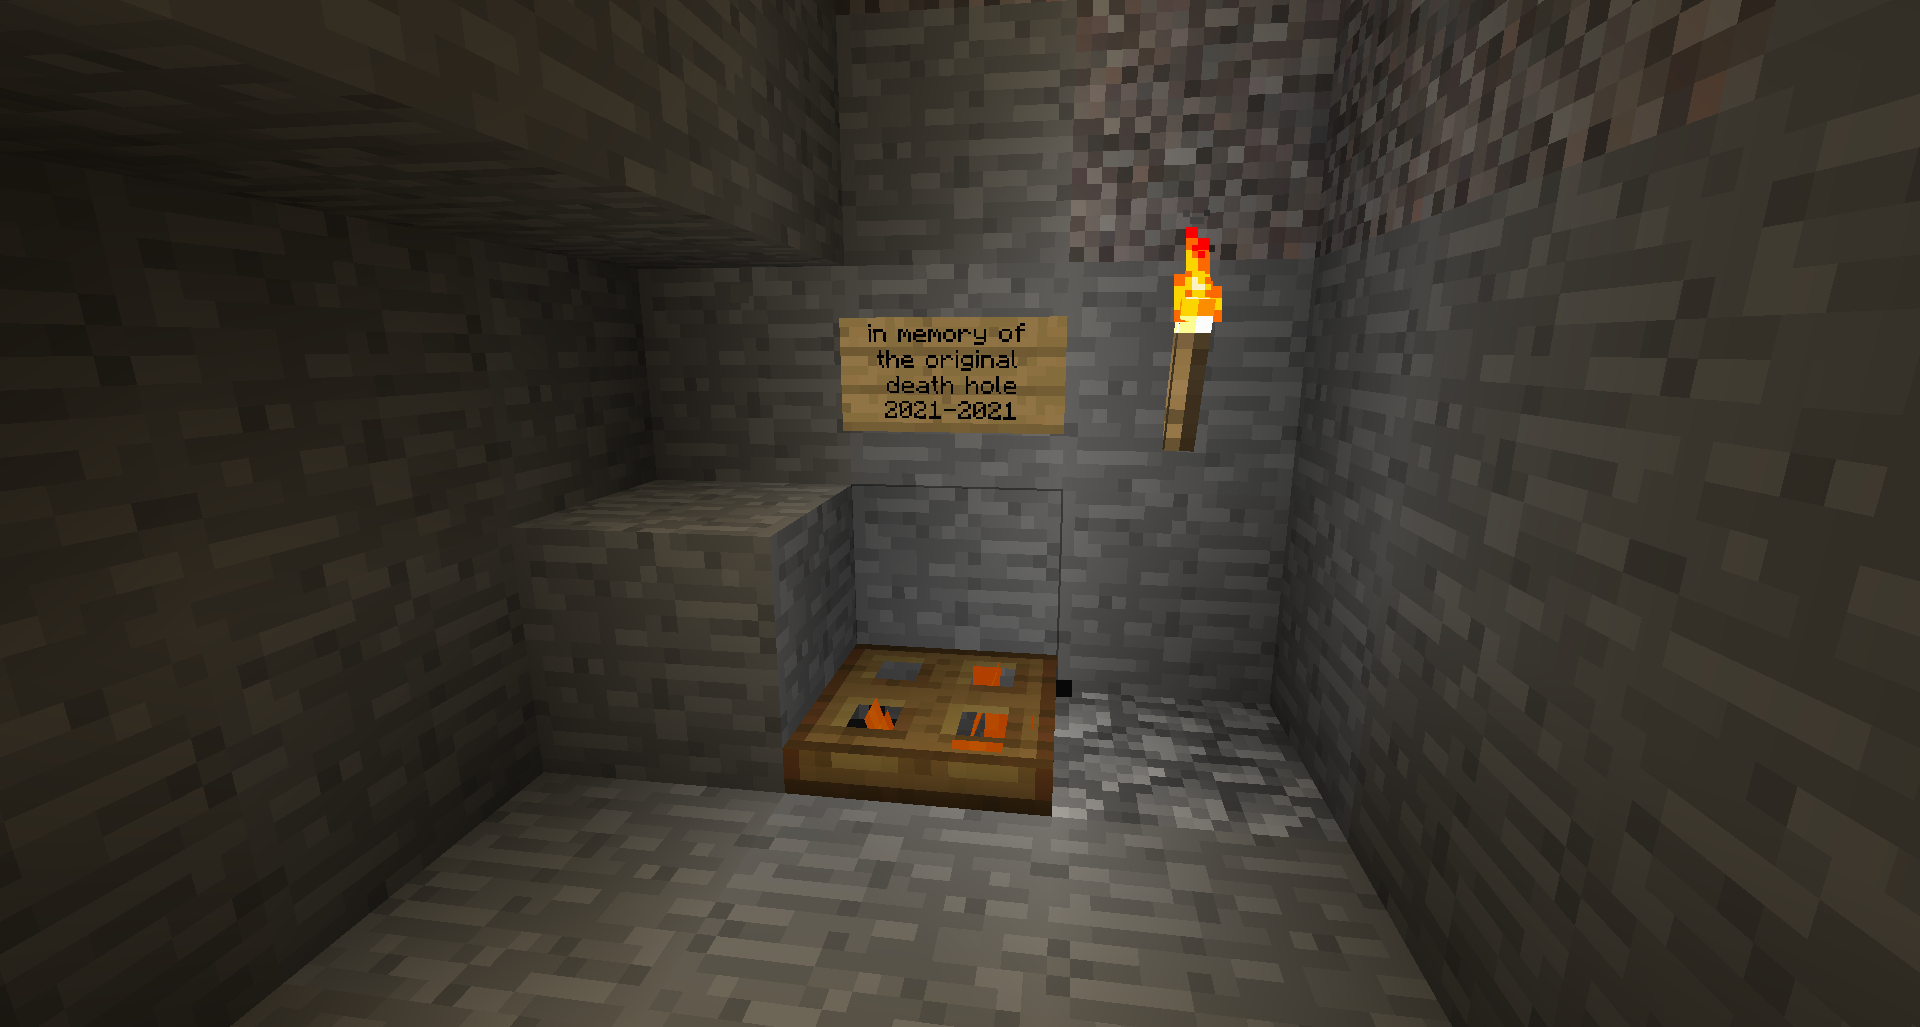 in memory of
the original
death hole
2021-2021